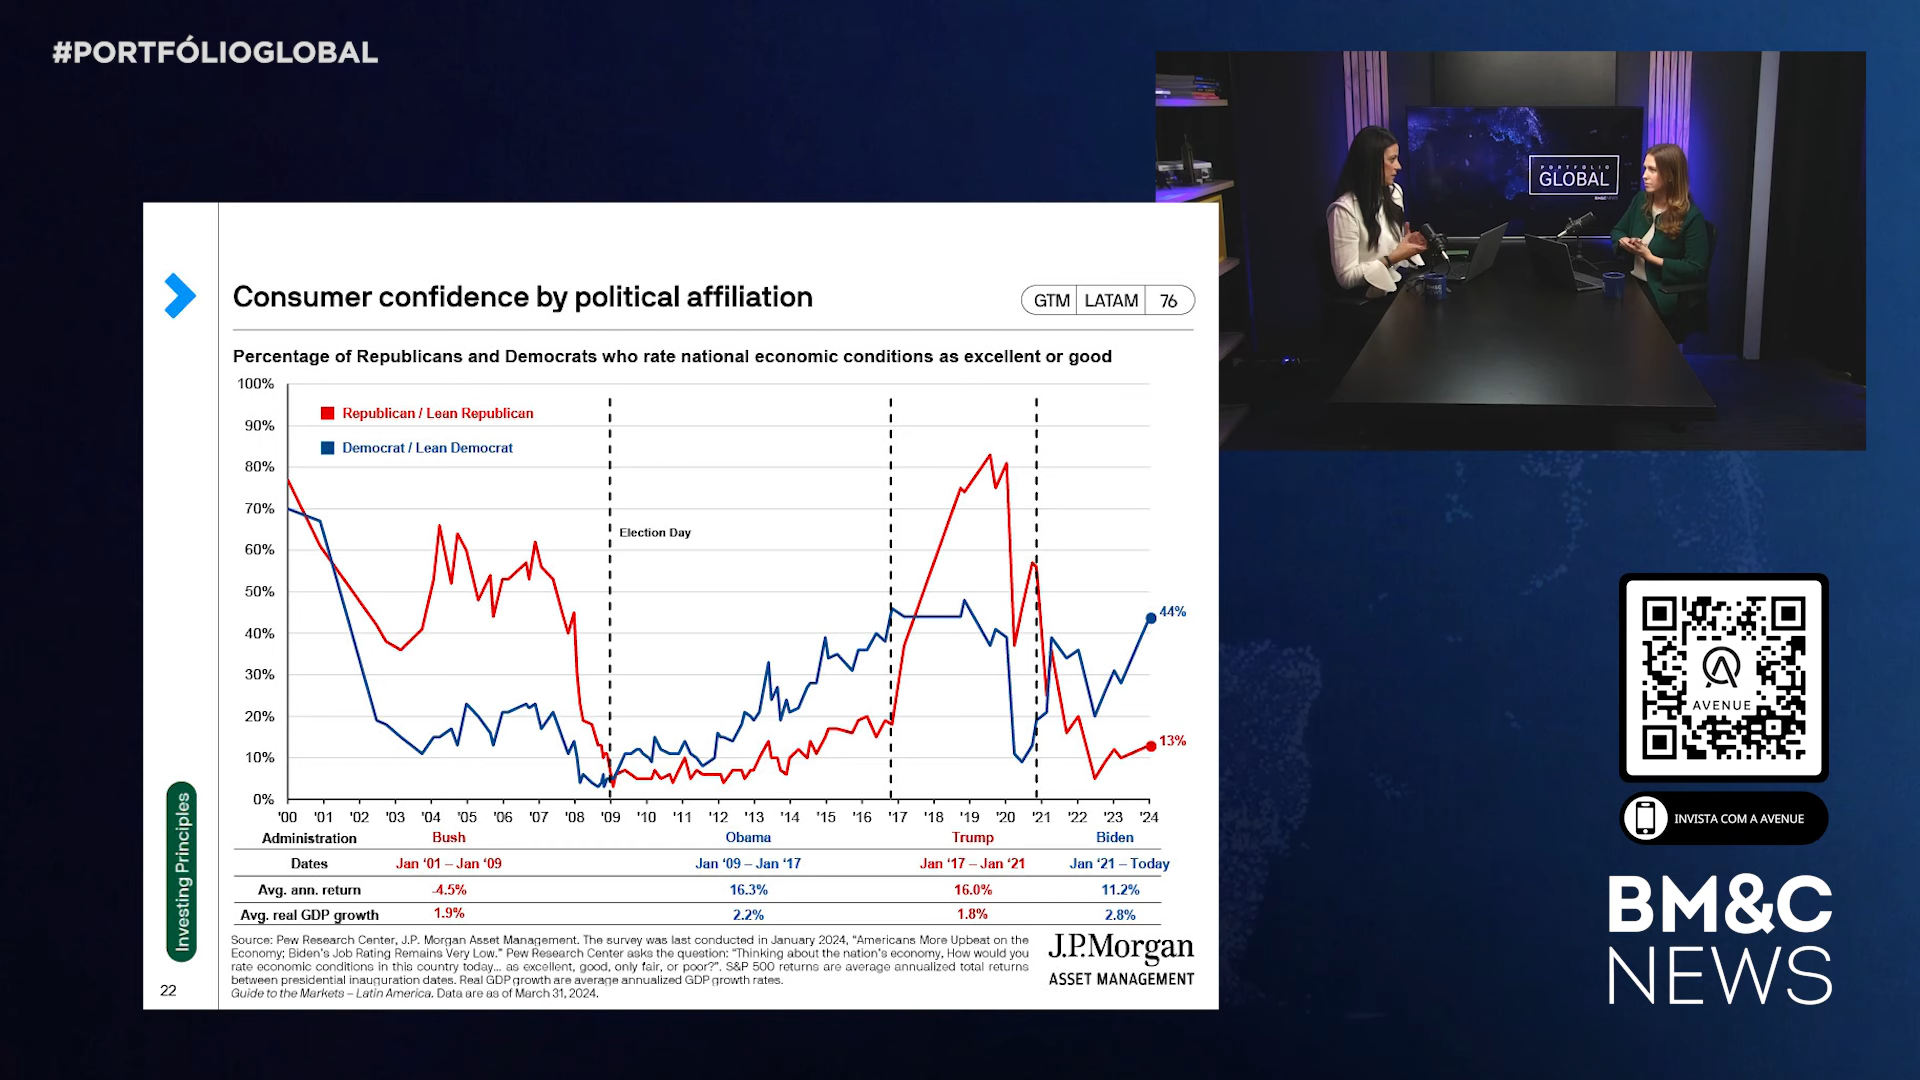 #PORTFÓLIOGLOBAL
PORTFOLIO
GLOBAL
BM&C NEWS
Consumer confidence by political affiliation
GTM LATAM 76
Percentage of Republicans and Democrats who rate national economic conditions as excellent or good
100%
90%
80%
70%
60%
50%
40%
30%
20%
10%
0%
Republican / Lean Republican
Democrat / Lean Democrat
Election Day
44%
13%
'00 '01 '02 '03 '04 '05 '06 '07 '08 '09 '10 '11 '12 '13 '14 '15 '16 '17 '18 '19 '20 '21 '22 '23 '24
Administration Bush Obama Trump Biden
Dates Jan '01 – Jan '09 Jan '09 – Jan '17 Jan '17 – Jan '21 Jan '21 – Today
Avg. ann. return -4.5% 16.3% 16.0% 11.2%
Avg. real GDP growth 1.9% 2.2% 1.8% 2.8%
Source: Pew Research Center, J.P. Morgan Asset Management. The survey was last conducted in January 2024, “Americans More Upbeat on the
Economy; Biden's Job Rating Remains Very Low.” Pew Research Center asks the question: “Thinking about the nation's economy, How would you
rate economic conditions in this country today... as excellent, good, only fair, or poor?”. S&P 500 returns are average annualized total returns
between presidential inauguration dates. Real GDP growth are average annualized GDP growth rates.
Guide to the Markets – Latin America. Data are as of March 31, 2024.
J.P.Morgan
ASSET MANAGEMENT
Investing Principles
22
AVENUE
INVISTA COM A AVENUE
BM&C
NEWS